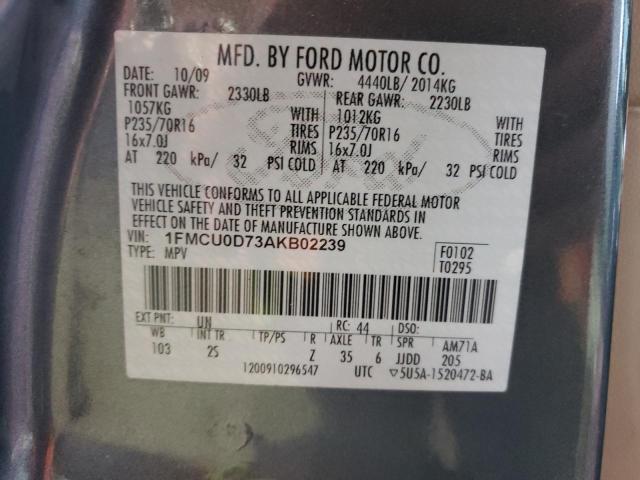 MFD. BY FORD MOTOR CO.
DATE: 10/09 GVWR: 4440LB/ 2014KG
FRONT GAWR: 2330LB REAR GAWR: 2230LB
1057KG WITH 1012KG WITH
P235/70R16 TIRES P235/70R16 TIRES
16x7.0J RIMS 16x7.0J RIMS
AT 220 kPa/ 32 PSI COLD AT 220 kPa/ 32 PSI COLD
THIS VEHICLE CONFORMS TO ALL APPLICABLE FEDERAL MOTOR
VEHICLE SAFETY AND THEFT PREVENTION STANDARDS IN
EFFECT ON THE DATE OF MANUFACTURE SHOWN ABOVE.
VIN: 1FMCU0D73AKB02239
TYPE: MPV
F0102
T0295
EXT PNT: UN RC: 44 DSO:
WB INT TR TP/PS R AXLE TR SPR AM71A
103 25 Z 35 6 JJDD 205
1200910296547 UTC ▽5U5A-1520472-BA